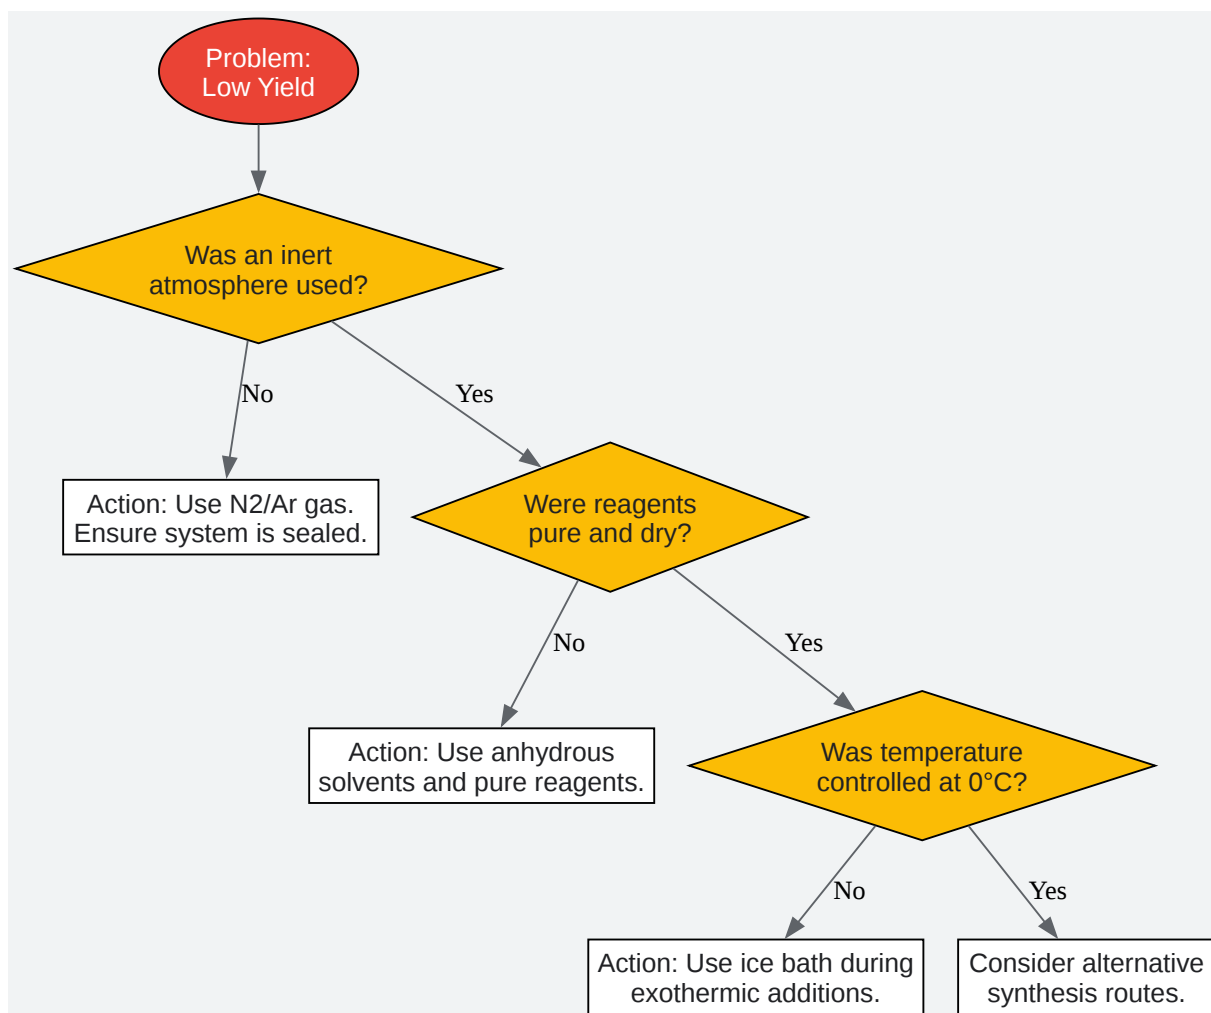 Problem:
Low Yield
Was an inert
atmosphere used?
No
Yes
Action: Use N2/Ar gas.
Ensure system is sealed.
Were reagents
pure and dry?
No
Yes
Action: Use anhydrous
solvents and pure reagents.
Was temperature
controlled at 0°C?
No
Yes
Action: Use ice bath during
exothermic additions.
Consider alternative
synthesis routes.